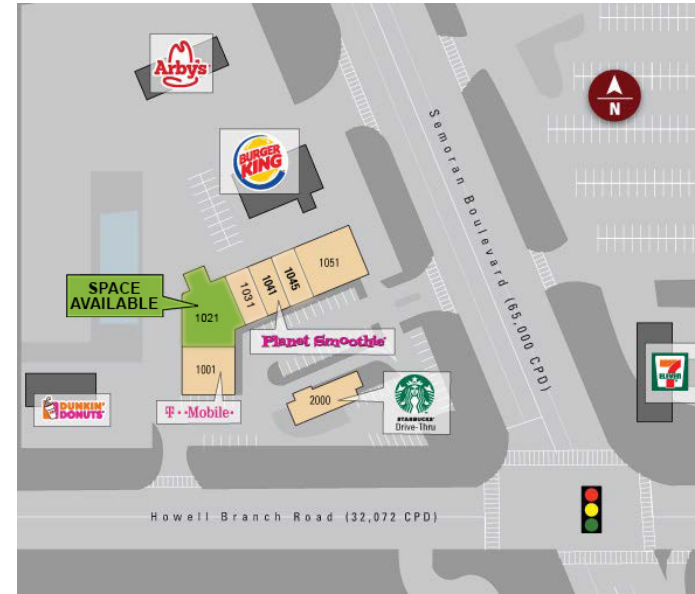 Arby's
BURGER
KING
N
Semoran Boulevard (65,000 CPD)
1051
1045
1041
1031
SPACE
AVAILABLE
1021
Planet Smoothie
1001
T··Mobile·
2000
STARBUCKS
Drive-Thru
7
ELEVEN
DUNKIN'
DONUTS
Howell Branch Road (32,072 CPD)